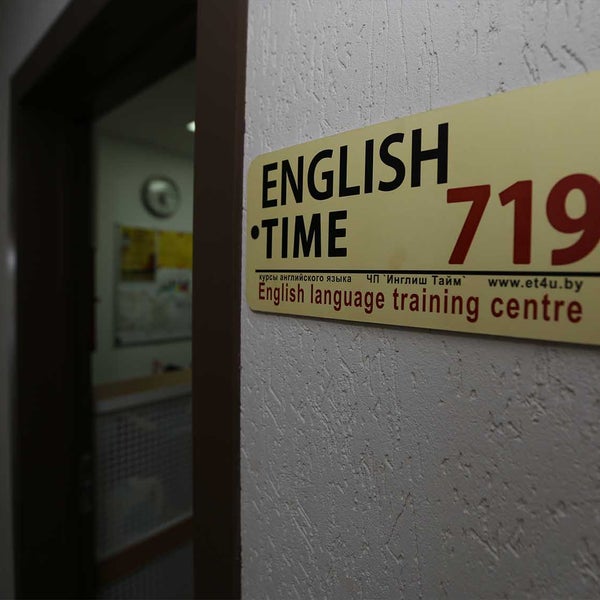 ENGLISH
TIME
719
курсы английского языка ЧП `Инглиш Тайм` www.et4u.by
English language training centre